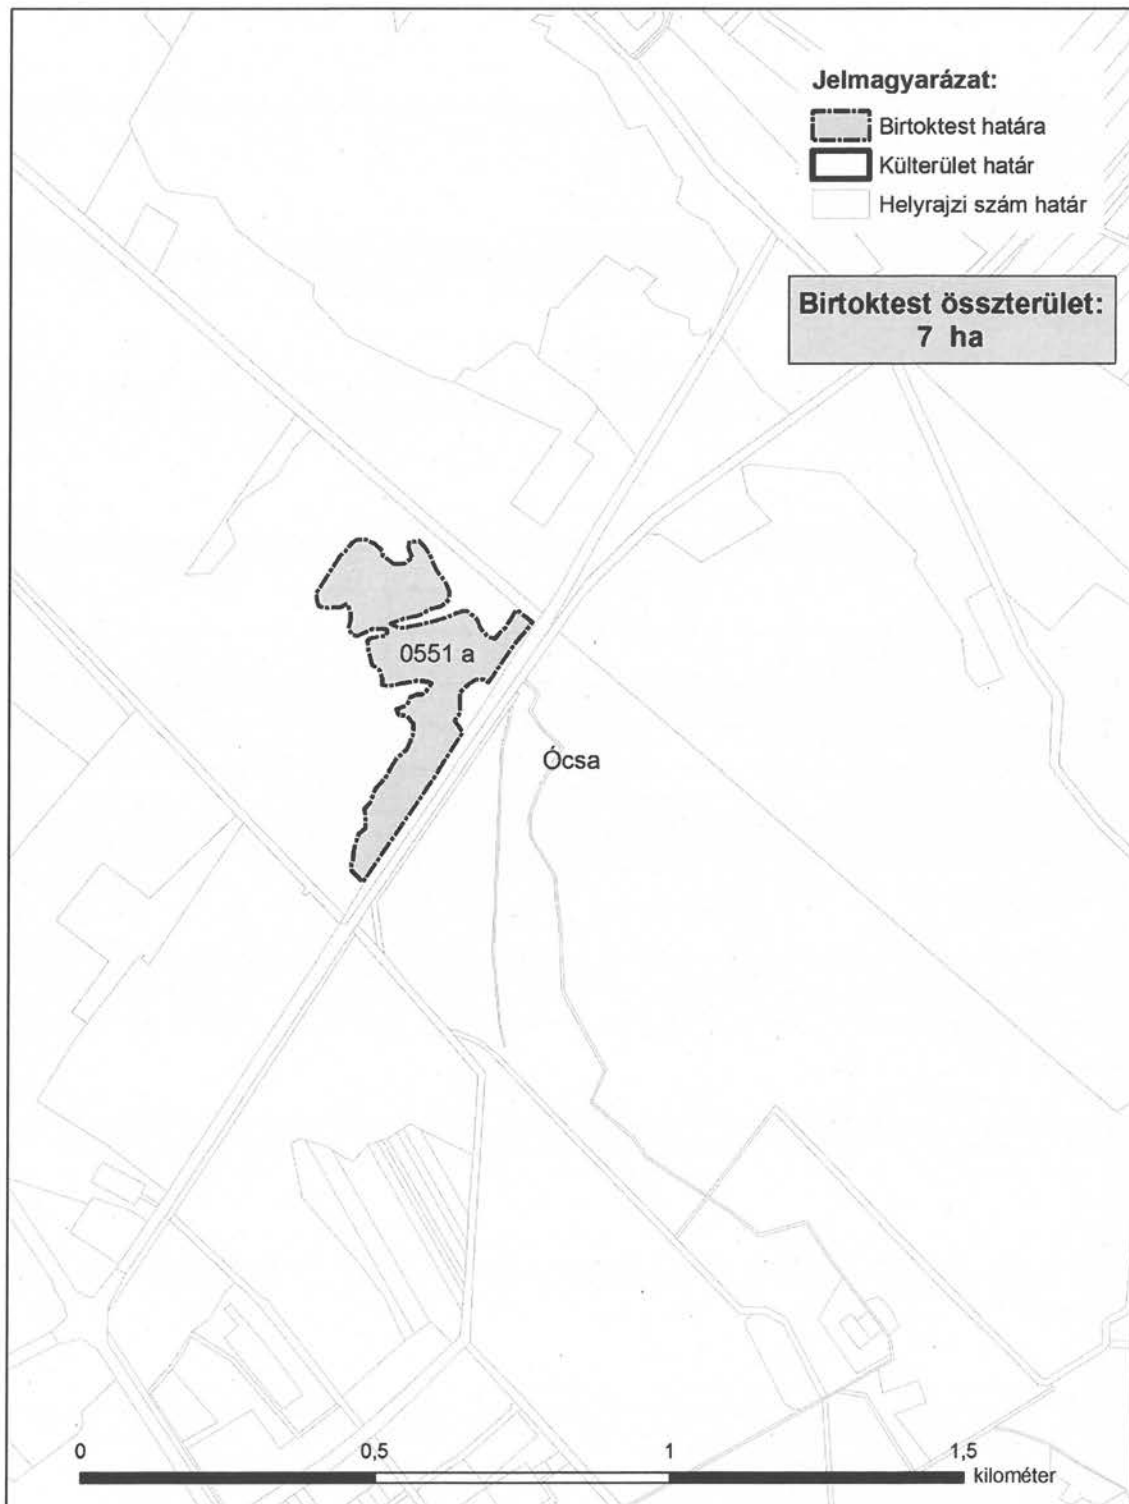 Jelmagyarázat:
Birtoktest határa
Külterület határ
Helyrajzi szám határ
Birtoktest összterület:
7 ha
0551 a
Ócsa
0 0,5 1 1,5
kilométer